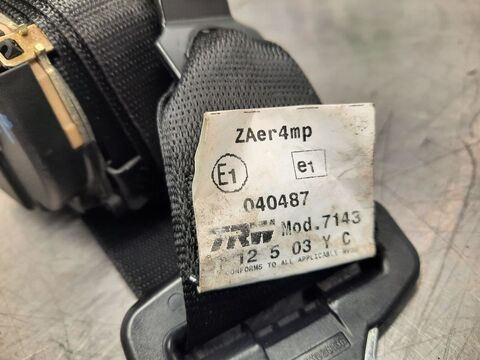 ZAer4mp
E1 e1
040487
TRW Mod.7143
12 5 03 Y C
CONFORMS TO ALL APPLICABLE